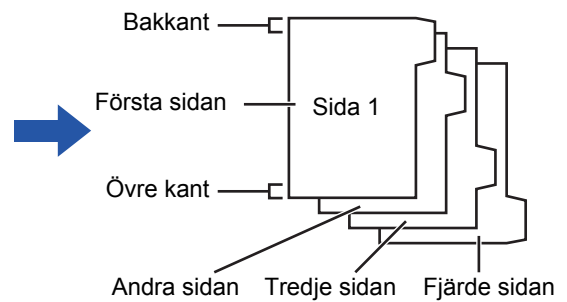 Bakkant
Första sidan
Sida 1
Övre kant
Andra sidan Tredje sidan Fjärde sidan